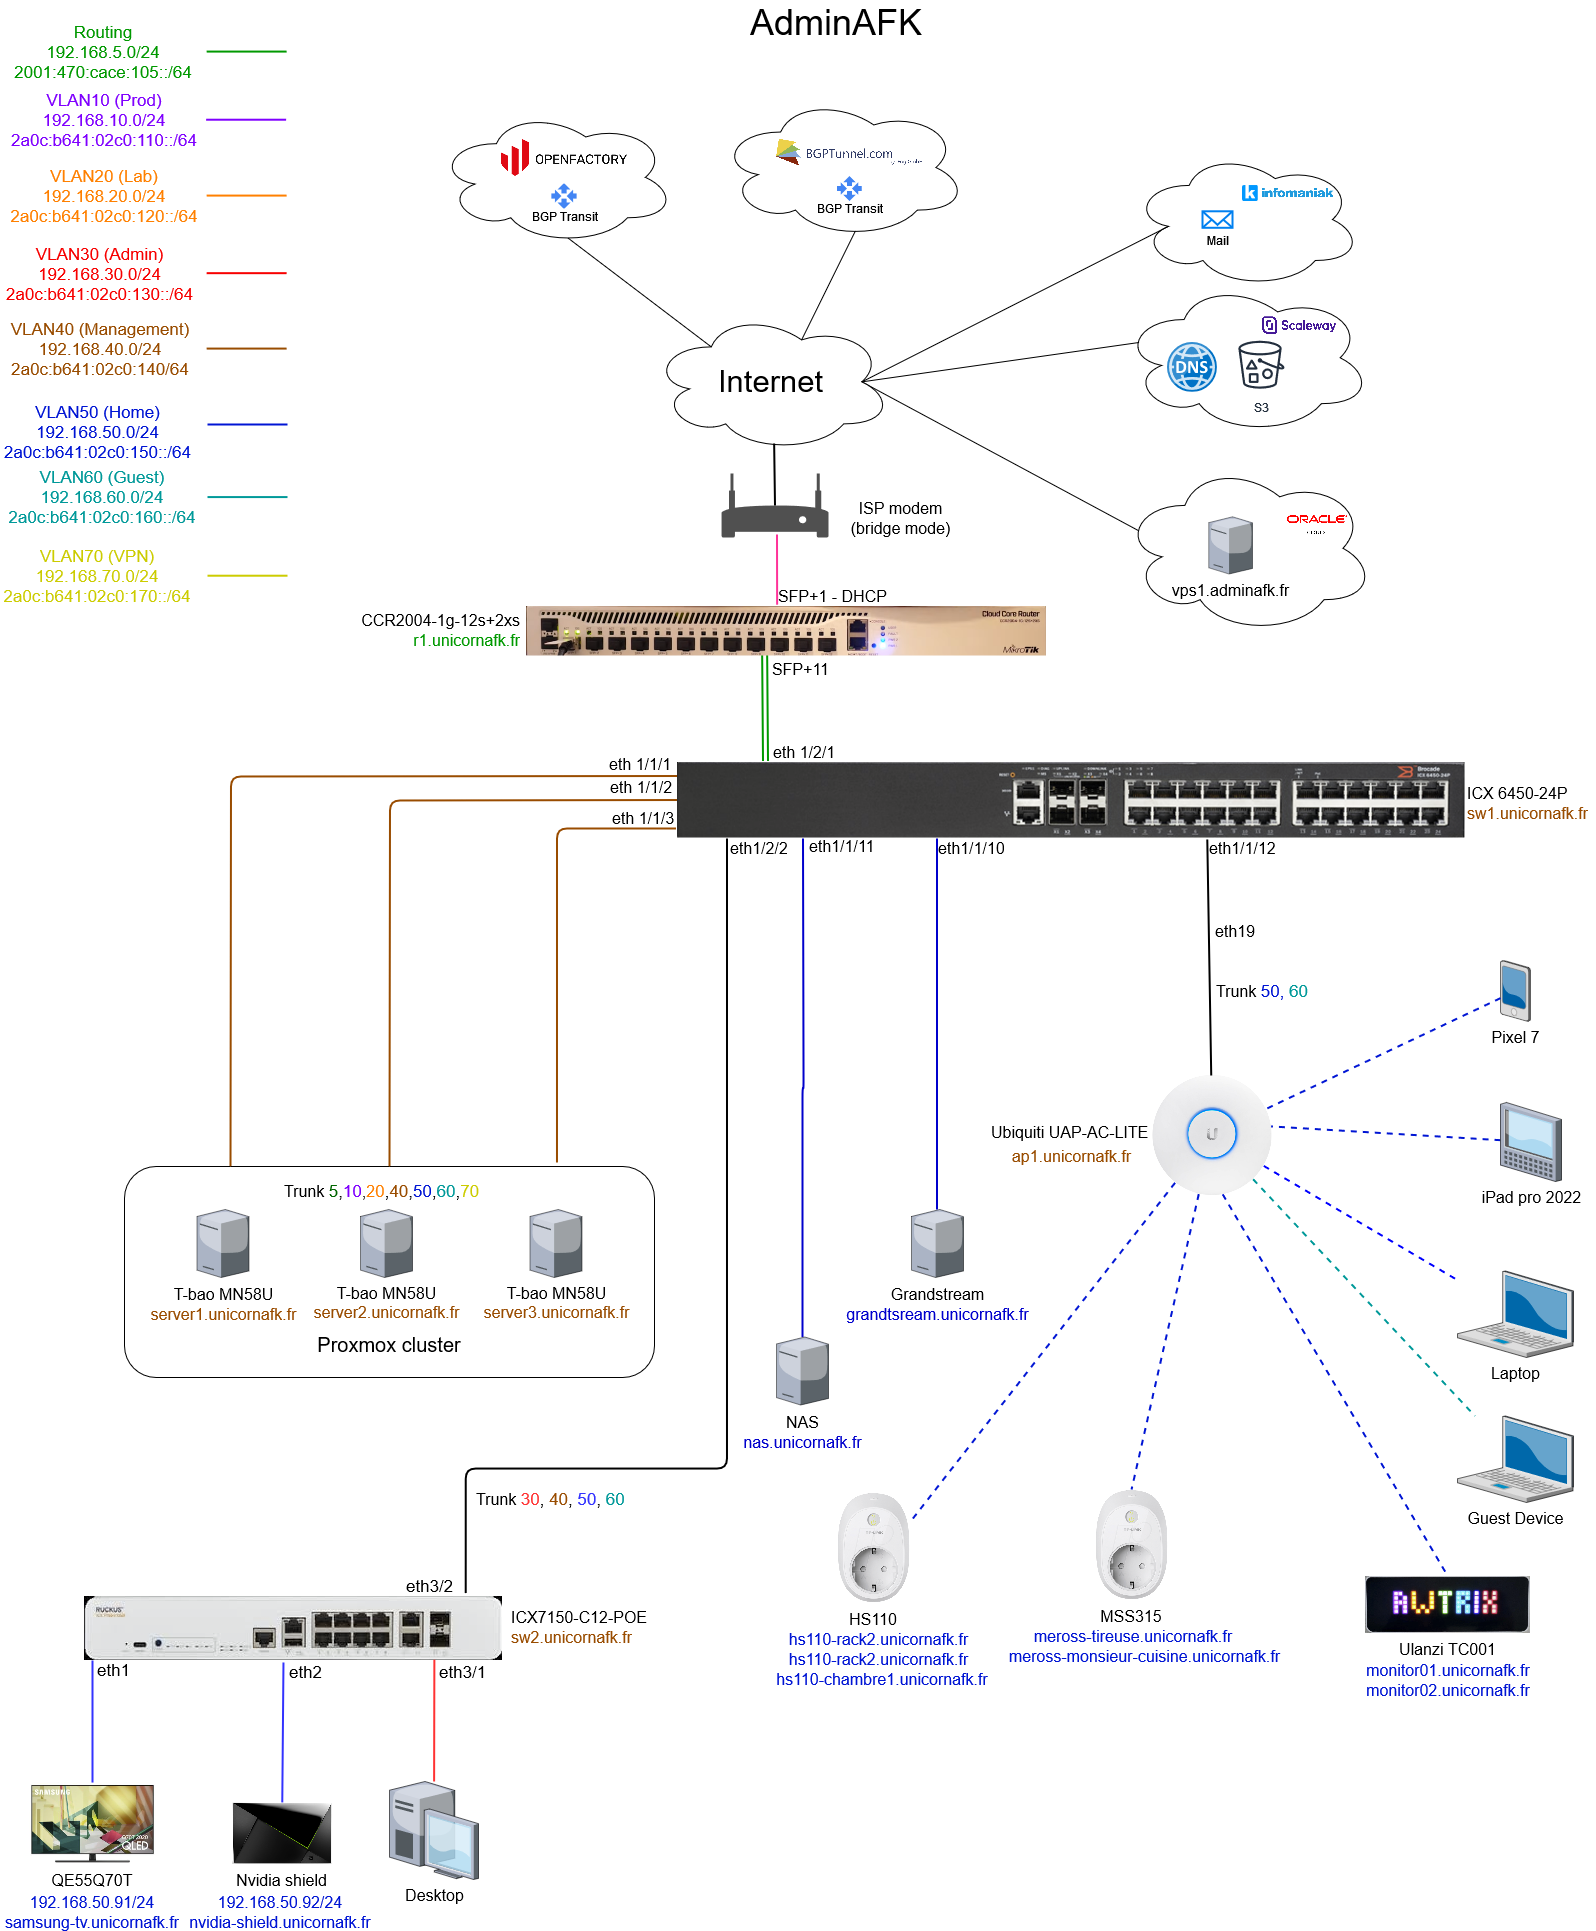 AdminAFK
Routing
192.168.5.0/24
2001:470:cace:105::/64
VLAN10 (Prod)
192.168.10.0/24
2a0c:b641:02c0:110::/64
VLAN20 (Lab)
192.168.20.0/24
2a0c:b641:02c0:120::/64
VLAN30 (Admin)
192.168.30.0/24
2a0c:b641:02c0:130::/64
VLAN40 (Management)
192.168.40.0/24
2a0c:b641:02c0:140/64
VLAN50 (Home)
192.168.50.0/24
2a0c:b641:02c0:150::/64
VLAN60 (Guest)
192.168.60.0/24
2a0c:b641:02c0:160::/64
VLAN70 (VPN)
192.168.70.0/24
2a0c:b641:02c0:170::/64
OPENFACTORY
BGP Transit
BGPTunnel.com
BGP Transit
infomaniak
Mail
Scaleway
DNS
S3
Internet
ORACLE
vps1.adminafk.fr
ISP modem
(bridge mode)
SFP+1 - DHCP
CCR2004-1g-12s+2xs
r1.unicornafk.fr
Cloud Core Router
MikroTik
SFP+11
eth 1/2/1
eth 1/1/1
eth 1/1/2
eth 1/1/3
Brocade
ICX 6450-24P
ICX 6450-24P
sw1.unicornafk.fr
eth1/2/2
eth1/1/11
eth1/1/10
eth1/1/12
eth19
Trunk 50, 60
Pixel 7
Ubiquiti UAP-AC-LITE
ap1.unicornafk.fr
iPad pro 2022
Trunk 5,10,20,40,50,60,70
T-bao MN58U
server1.unicornafk.fr
T-bao MN58U
server2.unicornafk.fr
T-bao MN58U
server3.unicornafk.fr
Proxmox cluster
Grandstream
grandtsream.unicornafk.fr
NAS
nas.unicornafk.fr
Laptop
Guest Device
Trunk 30, 40, 50, 60
eth3/2
RUCKUS
ICX7150-C12-POE
sw2.unicornafk.fr
eth1
eth2
eth3/1
HS110
hs110-rack2.unicornafk.fr
hs110-rack2.unicornafk.fr
hs110-chambre1.unicornafk.fr
MSS315
meross-tireuse.unicornafk.fr
meross-monsieur-cuisine.unicornafk.fr
AWTRIX
Ulanzi TC001
monitor01.unicornafk.fr
monitor02.unicornafk.fr
SAMSUNG
QLED
QE55Q70T
192.168.50.91/24
samsung-tv.unicornafk.fr
Nvidia shield
192.168.50.92/24
nvidia-shield.unicornafk.fr
Desktop